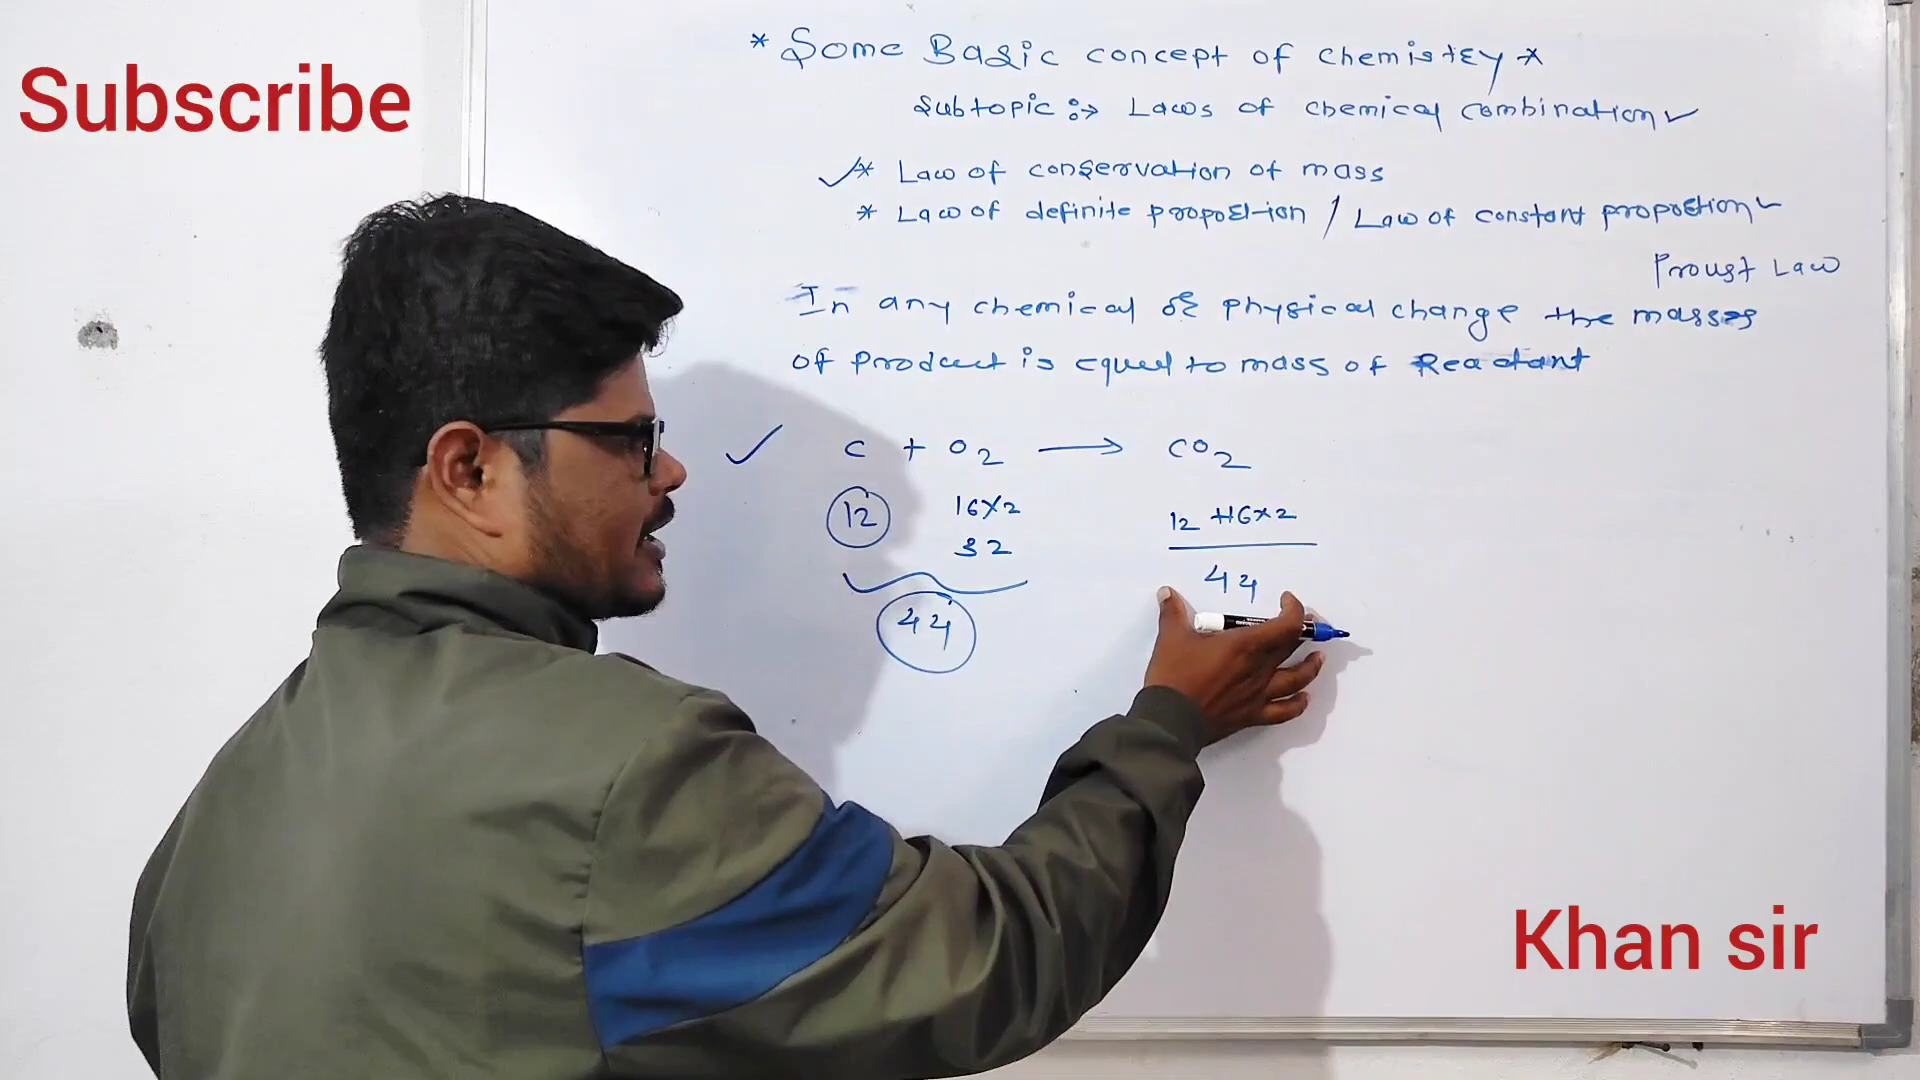 Subscribe
* Some Basic concept of chemistry *
Subtopic :→ Laws of chemical combination ✓
✓* Law of conservation of mass
* Law of definite proportion / Law of constant proportion
Proust Law
In any chemical or physical change the masses
of product is equal to mass of Reactant
✓ C + O2 ⟶ CO2
12 16×2 12 +16×2
32
44
44
Khan sir